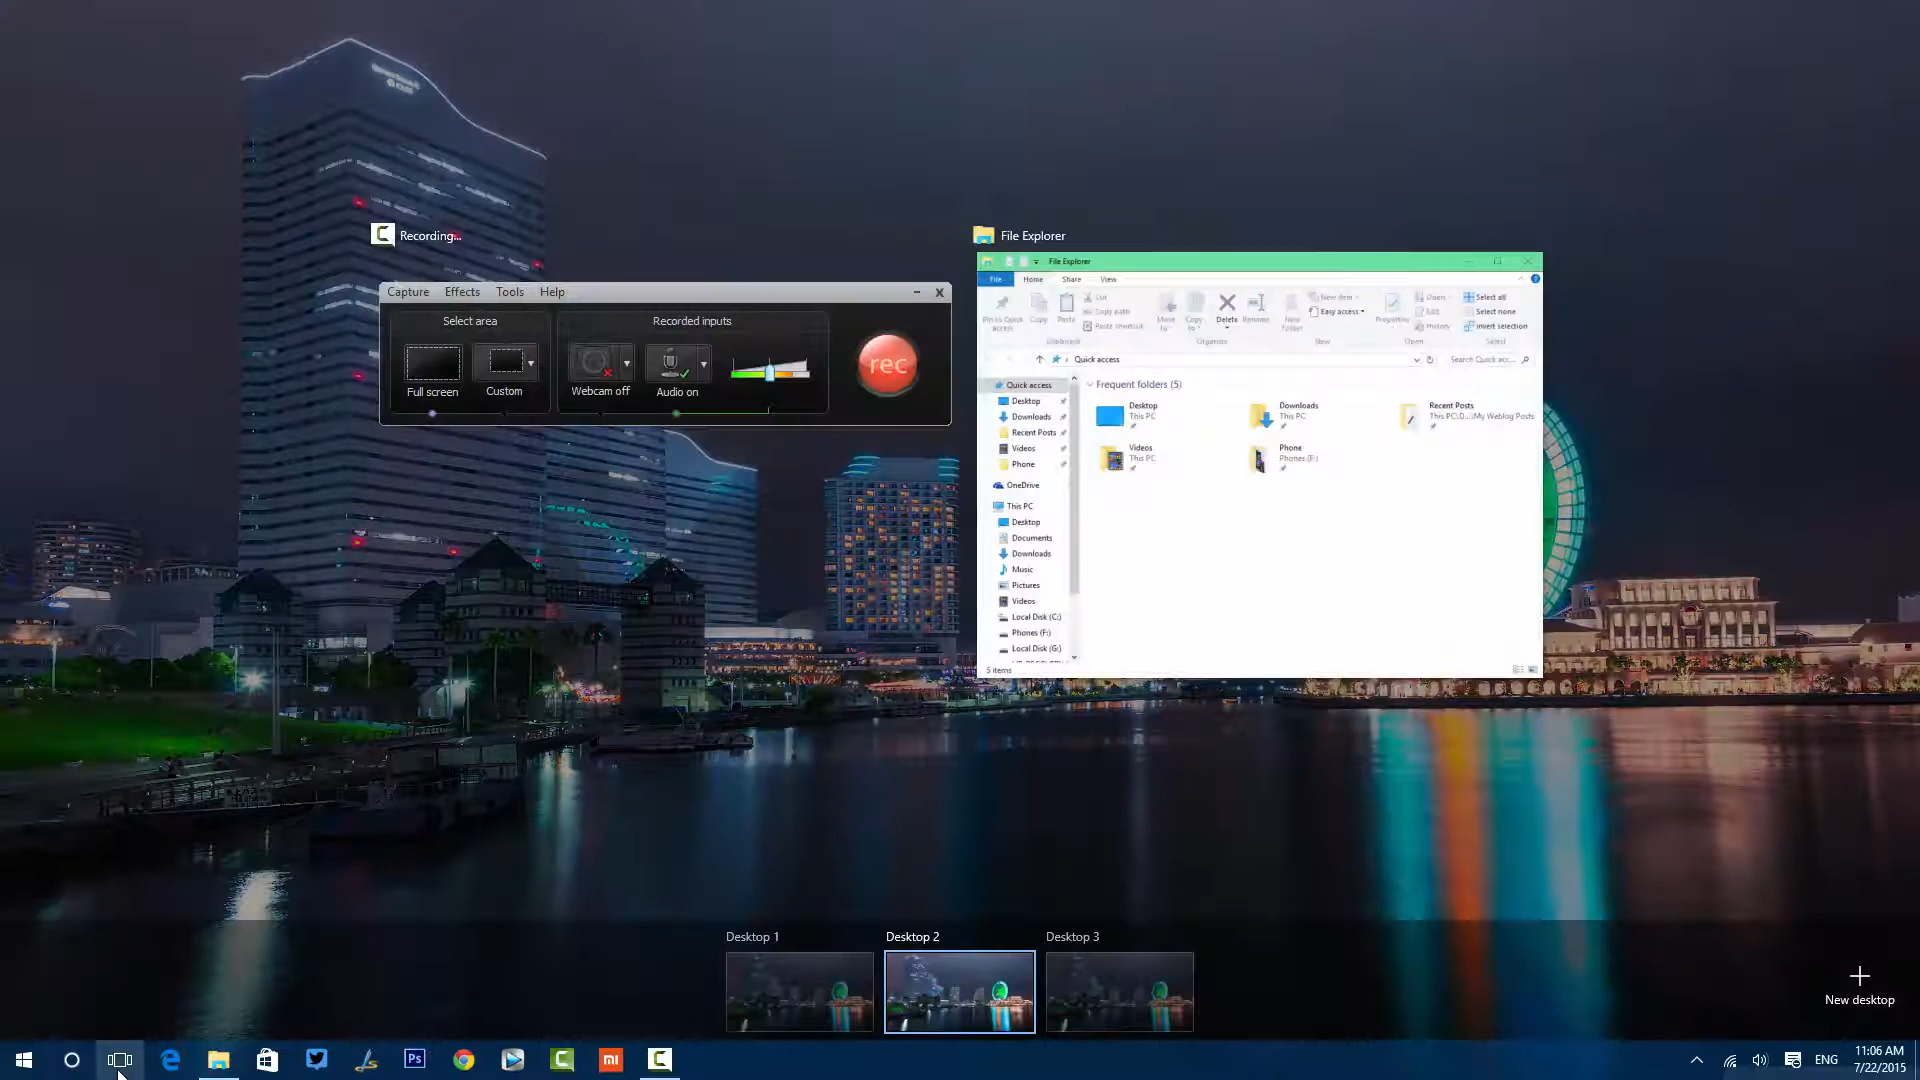 Recording...
File Explorer
Capture Effects Tools Help
Select area
Recorded inputs
Full screen
Custom
Webcam off
Audio on
rec
File Explorer
File Home Share View
Pin to Quick access
Copy
Paste
Cut
Copy path
Paste shortcut
Clipboard
Move to
Copy to
Delete
Rename
Organize
New folder
New item
Easy access
New
Properties
Open
Edit
History
Open
Select all
Select none
Invert selection
Select
Quick access
Search Quick acc...
Quick access
Desktop
Downloads
Recent Posts
Videos
Phone
OneDrive
This PC
Desktop
Documents
Downloads
Music
Pictures
Videos
Local Disk (C:)
Phones (F:)
Local Disk (G:)
Frequent folders (5)
Desktop
This PC
Downloads
This PC
Recent Posts
This PC\D...\My Weblog Posts
Videos
This PC
Phone
Phones (F:)
5 items
Desktop 1
Desktop 2
Desktop 3
New desktop
Ps
mi
ENG
11:06 AM
7/22/2015